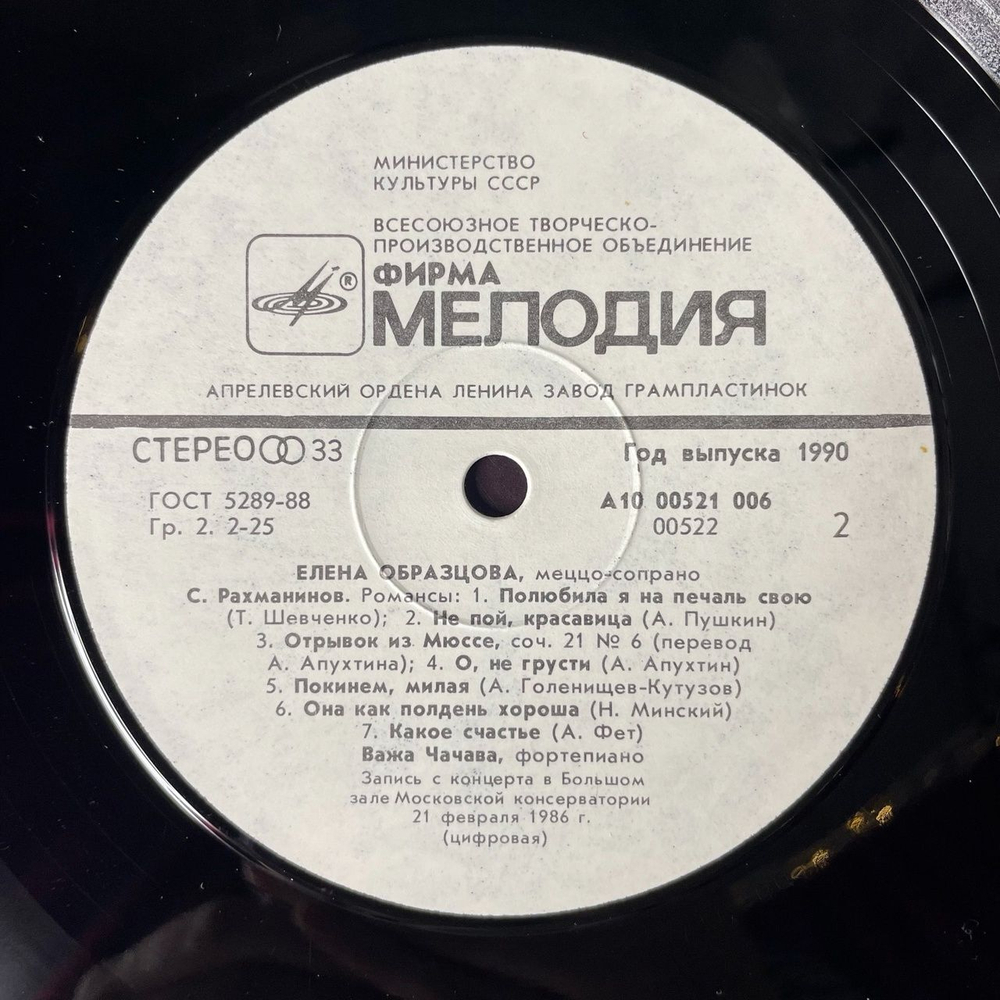 МИНИСТЕРСТВО
КУЛЬТУРЫ СССР
ВСЕСОЮЗНОЕ ТВОРЧЕСКО-
ПРОИЗВОДСТВЕННОЕ ОБЪЕДИНЕНИЕ
®
ФИРМА
МЕЛОДИЯ
АПРЕЛЕВСКИЙ ОРДЕНА ЛЕНИНА ЗАВОД ГРАМПЛАСТИНОК
СТЕРЕО 33
Год выпуска 1990
ГОСТ 5289-88
А10 00521 006
Гр. 2. 2-25
00522
2
ЕЛЕНА ОБРАЗЦОВА, меццо-сопрано
С. Рахманинов. Романсы: 1. Полюбила я на печаль свою
(Т. Шевченко); 2. Не пой, красавица (А. Пушкин)
3. Отрывок из Мюссе, соч. 21 № 6 (перевод
А. Апухтина); 4. О, не грусти (А. Апухтин)
5. Покинем, милая (А. Голенищев-Кутузов)
6. Она как полдень хороша (Н. Минский)
7. Какое счастье (А. Фет)
Важа Чачава, фортепиано
Запись с концерта в Большом
зале Московской консерватории
21 февраля 1986 г.
(цифровая)